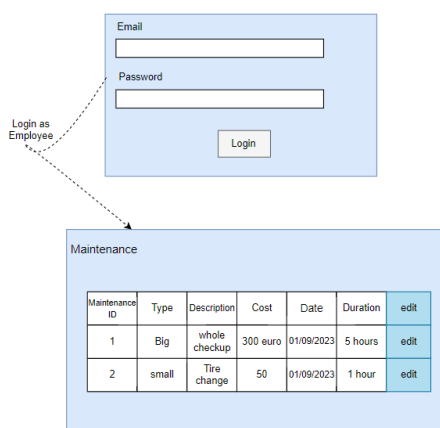 Email
Password
Login
Login as
Employee
Maintenance
Maintenance ID Type Description Cost Date Duration edit
1 Big whole checkup 300 euro 01/09/2023 5 hours edit
2 small Tire change 50 01/09/2023 1 hour edit